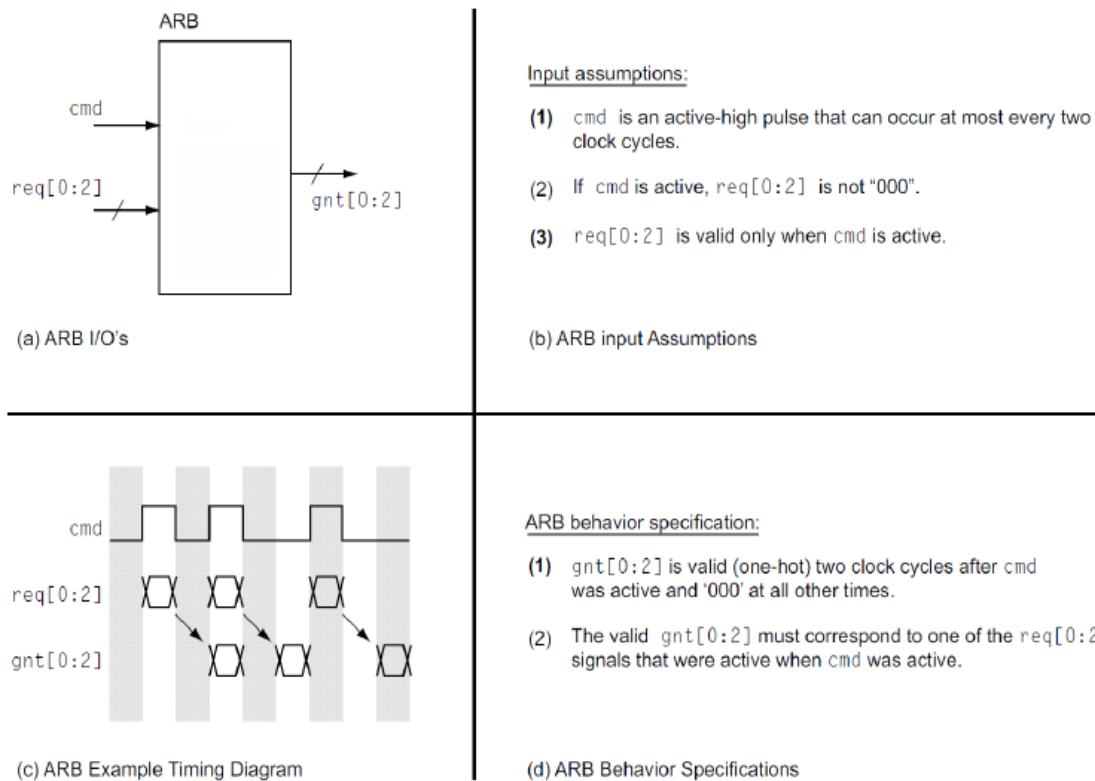 ARB
cmd
req[0:2]
gnt[0:2]
(a) ARB I/O's
Input assumptions:
(1) cmd is an active-high pulse that can occur at most every two
clock cycles.
(2) If cmd is active, req[0:2] is not “000”.
(3) req[0:2] is valid only when cmd is active.
(b) ARB input Assumptions
cmd
req[0:2]
gnt[0:2]
(c) ARB Example Timing Diagram
ARB behavior specification:
(1) gnt[0:2] is valid (one-hot) two clock cycles after cmd
was active and ‘000’ at all other times.
(2) The valid gnt[0:2] must correspond to one of the req[0:2
signals that were active when cmd was active.
(d) ARB Behavior Specifications